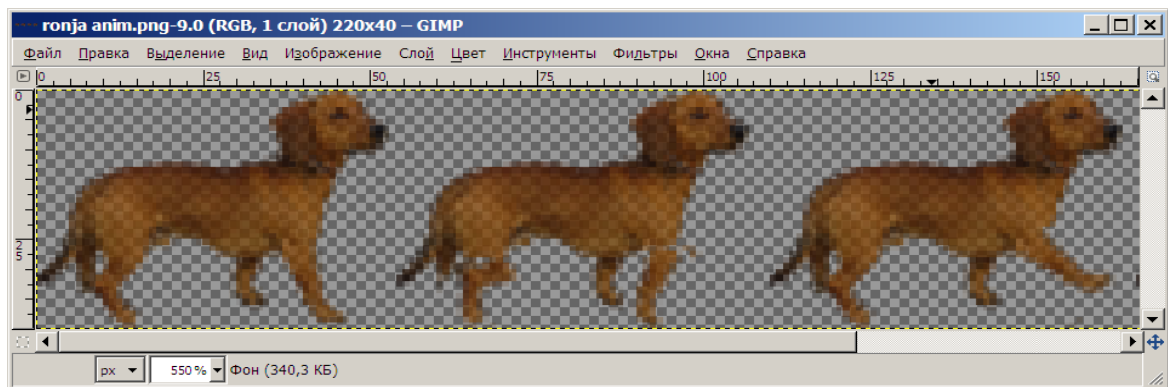 ronja anim.png-9.0 (RGB, 1 слой) 220x40 – GIMP
Файл Правка Выделение Вид Изображение Слой Цвет Инструменты Фильтры Окна Справка
0 25 50 75 100 125 150
0
25
px 550 % Фон (340,3 КБ)